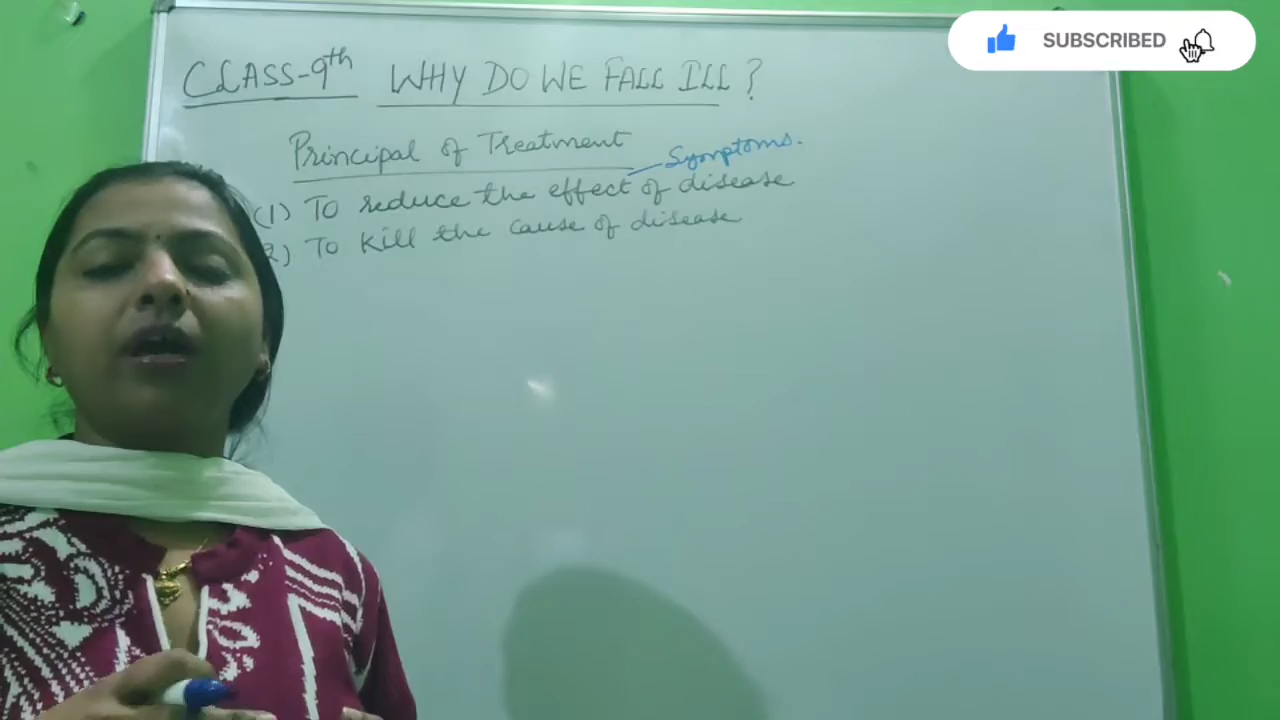 SUBSCRIBED
CLASS-9th WHY DO WE FALL ILL ?
Principal of Treatment
Symptoms.
(1) To reduce the effect of disease
2) To kill the cause of disease